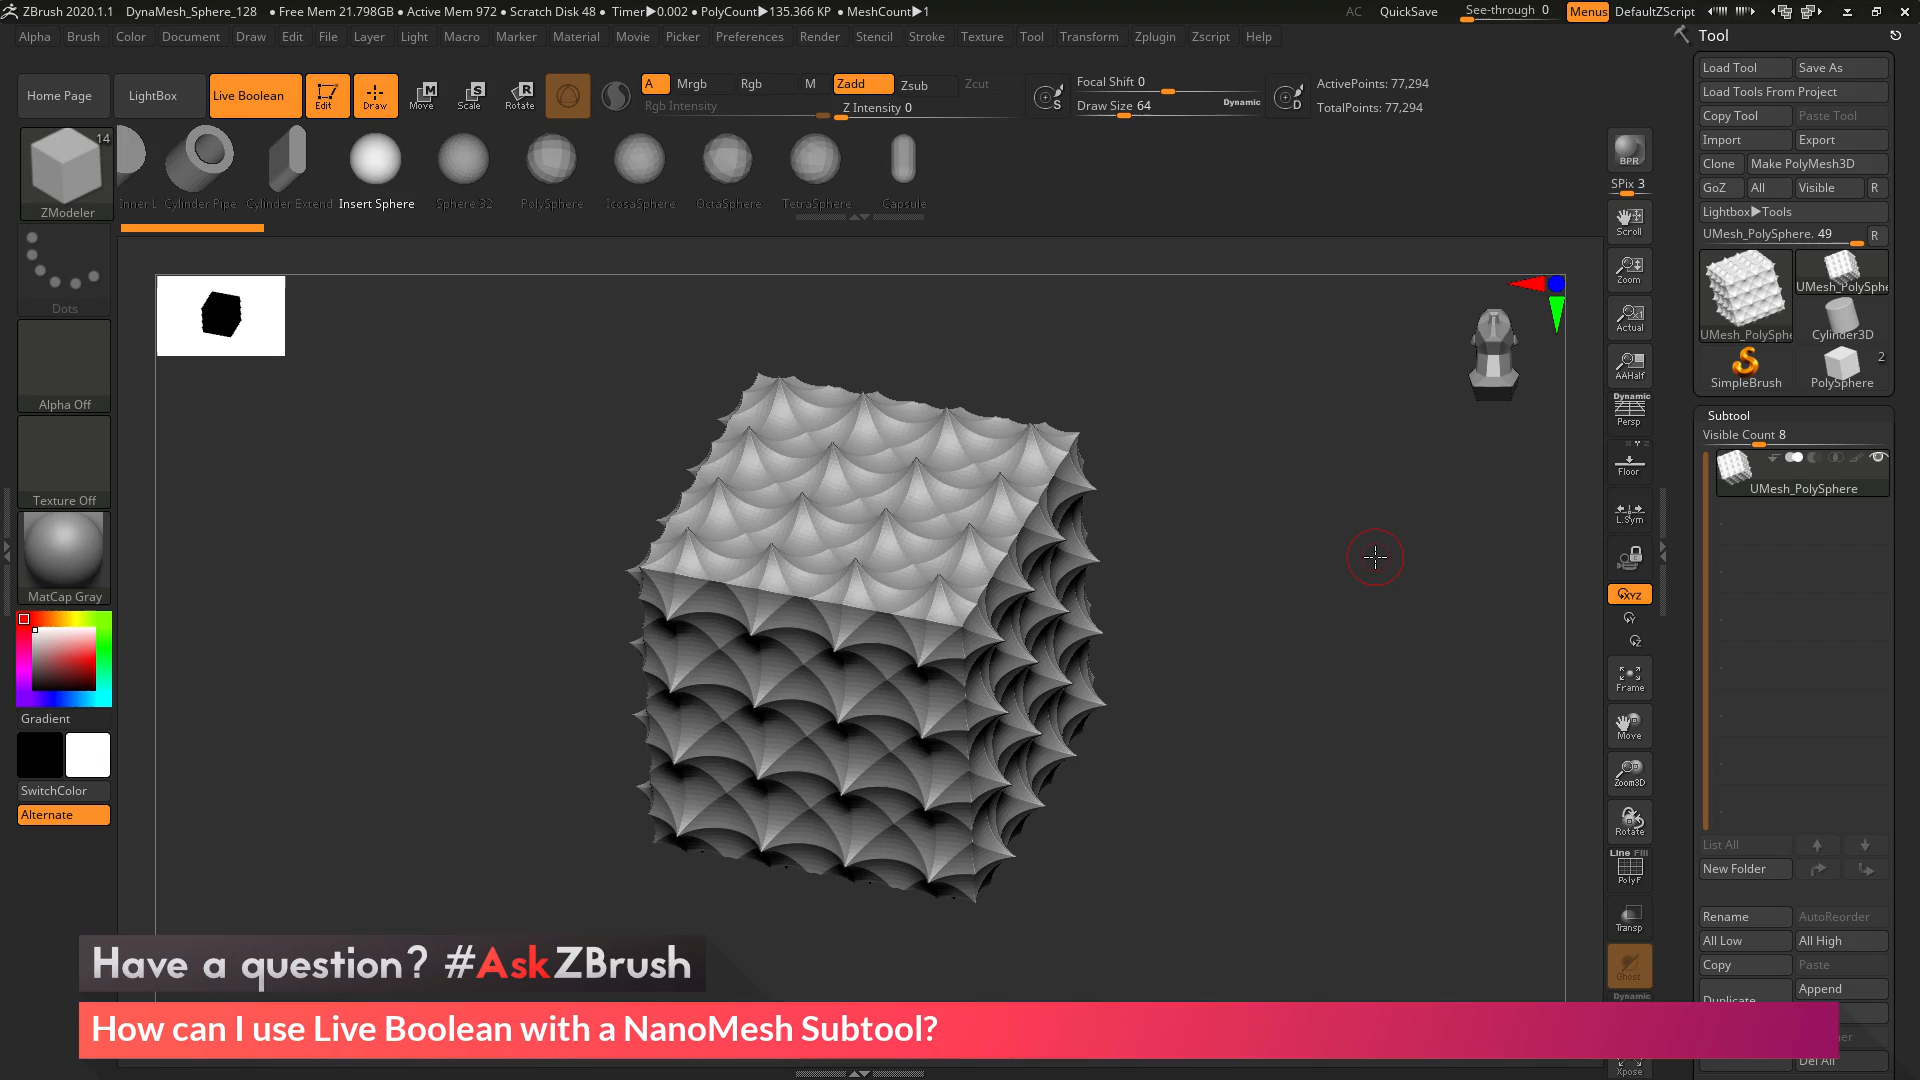 ZBrush 2020.1.1 DynaMesh_Sphere_128 ● Free Mem 21.798GB ● Active Mem 972 ● Scratch Disk 48 ● Timer▶0.002 ● PolyCount▶135.366 KP ● MeshCount▶1 AC QuickSave See-through 0 Menus DefaultZScript
Alpha Brush Color Document Draw Edit File Layer Light Macro Marker Material Movie Picker Preferences Render Stencil Stroke Texture Tool Transform Zplugin Zscript Help
Home Page LightBox Live Boolean Edit Draw Move Scale Rotate
A Mrgb Rgb M Zadd Zsub Zcut
Rgb Intensity Z Intensity 0
S Focal Shift 0
Draw Size 64 Dynamic
D ActivePoints: 77,294
TotalPoints: 77,294
14
ZModeler
Inner L Cylinder Pipe Cylinder Extend Insert Sphere Sphere 32 PolySphere IcosaSphere OctaSphere TetraSphere Capsule
Dots
Alpha Off
Texture Off
MatCap Gray
Gradient
SwitchColor
Alternate
BPR
SPix 3
Scroll
Zoom
Actual
AAHalf
Dynamic
Persp
Floor
L.Sym
XYZ
Y
Z
Frame
Move
Zoom3D
Rotate
Line Fill
PolyF
Transp
Ghost
Dynamic
Xpose
Tool
Load Tool Save As
Load Tools From Project
Copy Tool Paste Tool
Import Export
Clone Make PolyMesh3D
GoZ All Visible R
Lightbox▶Tools
UMesh_PolySphere. 49 R
UMesh_PolySphe
UMesh_PolySphe
Cylinder3D
SimpleBrush
2
PolySphere
Subtool
Visible Count 8
UMesh_PolySphere
List All
New Folder
Rename AutoReorder
All Low All High
Copy Paste
Duplicate Append
Del All
Have a question? #AskZBrush
How can I use Live Boolean with a NanoMesh Subtool?